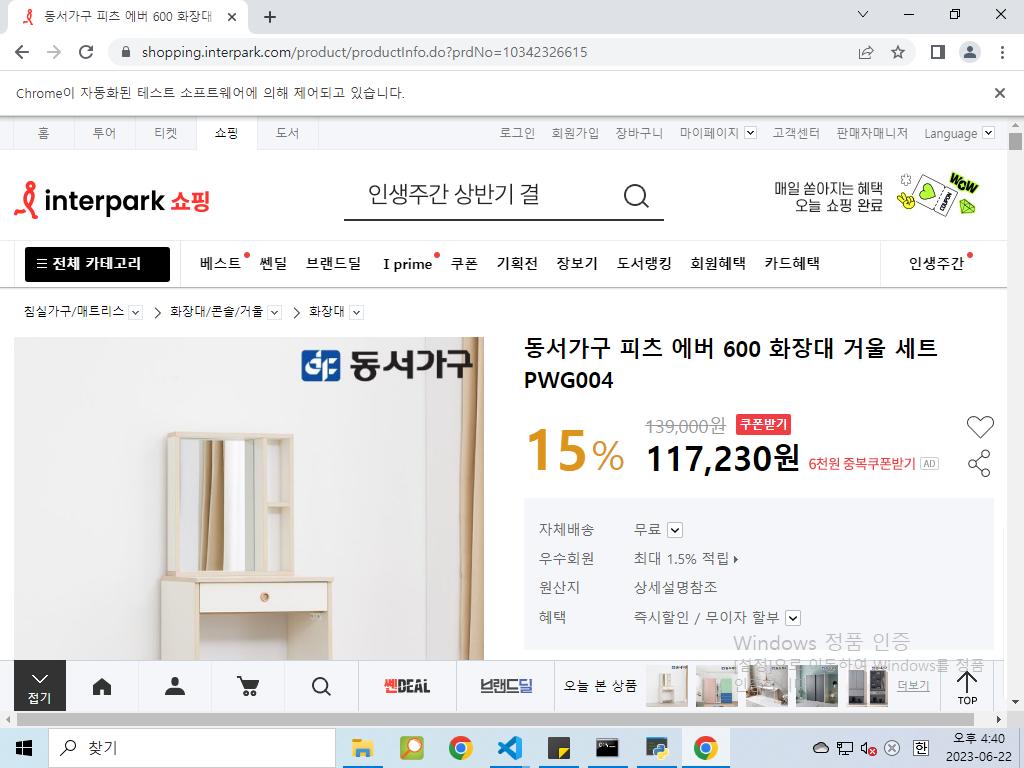 동서가구 피츠 에버 600 화장대
shopping.interpark.com/product/productInfo.do?prdNo=10342326615
Chrome이 자동화된 테스트 소프트웨어에 의해 제어되고 있습니다.
홈 투어 티켓 쇼핑 도서 로그인 회원가입 장바구니 마이페이지 고객센터 판매자매니저 Language
interpark 쇼핑
인생주간 상반기 결
매일 쏟아지는 혜택
오늘 쇼핑 완료
WOW
COUPON
전체 카테고리 베스트 쎈딜 브랜드딜 I prime 쿠폰 기획전 장보기 도서랭킹 회원혜택 카드혜택 인생주간
침실가구/매트리스 화장대/콘솔/거울 화장대
동서가구
동서가구 피츠 에버 600 화장대 거울 세트
PWG004
15%
139,000원 쿠폰받기
117,230원 6천원 중복쿠폰받기 AD
자체배송 무료
우수회원 최대 1.5% 적립
원산지 상세설명참조
혜택 즉시할인 / 무이자 할부
Windows 정품 인증
[설정]으로 이동하여 Windows를 정품
접기
쎈DEAL
브랜드딜
오늘 본 상품
더보기
TOP
찾기
한
오후 4:40
2023-06-22